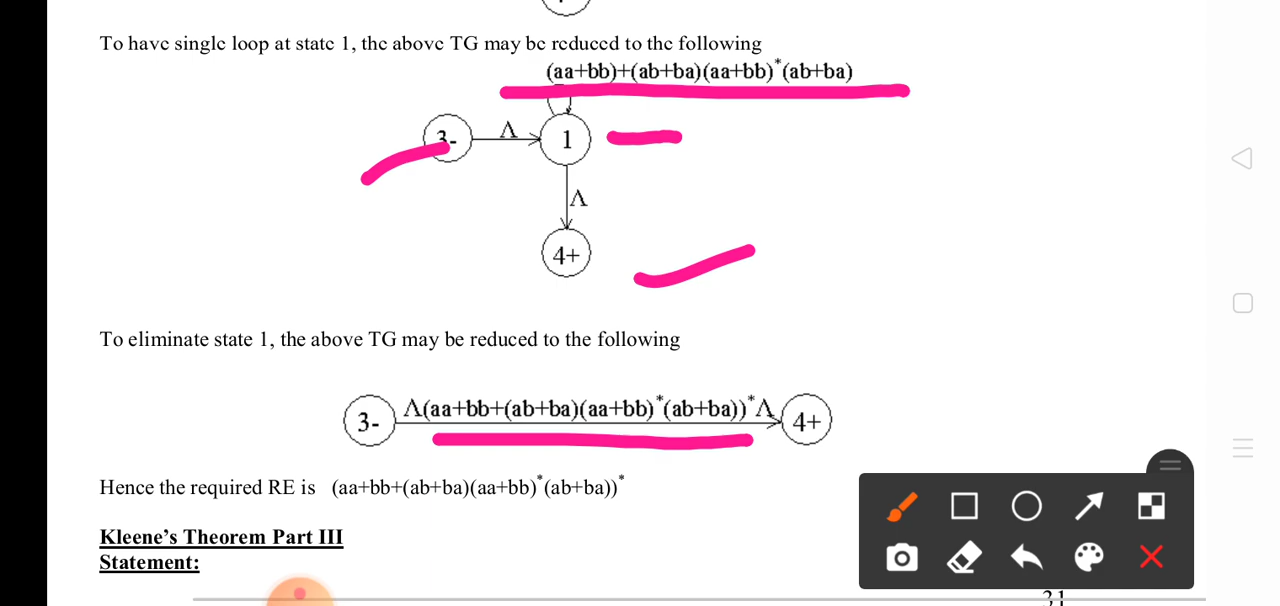 To have single loop at state 1, the above TG may be reduced to the following
(aa+bb)+(ab+ba)(aa+bb)*(ab+ba)
3-
Λ
1
Λ
4+
To eliminate state 1, the above TG may be reduced to the following
3-
Λ(aa+bb+(ab+ba)(aa+bb)*(ab+ba))*Λ
4+
Hence the required RE is (aa+bb+(ab+ba)(aa+bb)*(ab+ba))*
Kleene’s Theorem Part III
Statement: